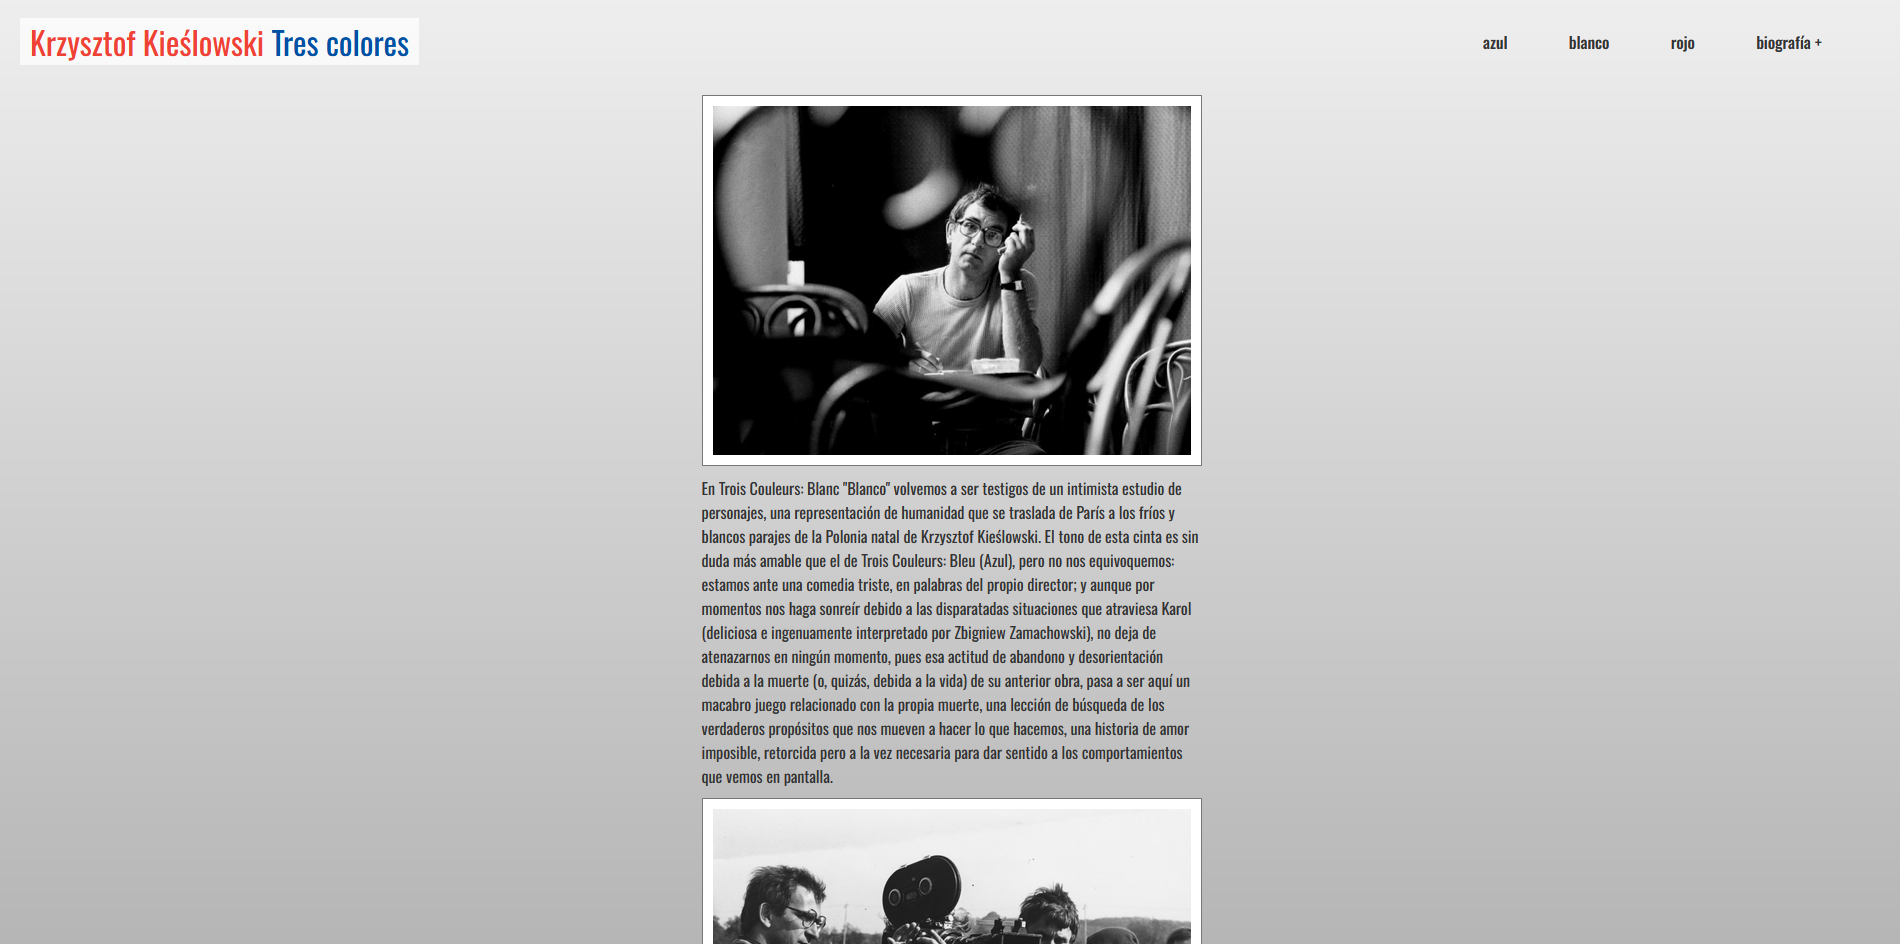 Krzysztof Kieślowski Tres colores
azul blanco rojo biografía +
En Trois Couleurs: Blanc "Blanco" volvemos a ser testigos de un intimista estudio de
personajes, una representación de humanidad que se traslada de París a los fríos y
blancos parajes de la Polonia natal de Krzysztof Kieślowski. El tono de esta cinta es sin
duda más amable que el de Trois Couleurs: Bleu (Azul), pero no nos equivoquemos:
estamos ante una comedia triste, en palabras del propio director; y aunque por
momentos nos haga sonreír debido a las disparatadas situaciones que atraviesa Karol
(deliciosa e ingenuamente interpretado por Zbigniew Zamachowski), no deja de
atenazarnos en ningún momento, pues esa actitud de abandono y desorientación
debida a la muerte (o, quizás, debida a la vida) de su anterior obra, pasa a ser aquí un
macabro juego relacionado con la propia muerte, una lección de búsqueda de los
verdaderos propósitos que nos mueven a hacer lo que hacemos, una historia de amor
imposible, retorcida pero a la vez necesaria para dar sentido a los comportamientos
que vemos en pantalla.